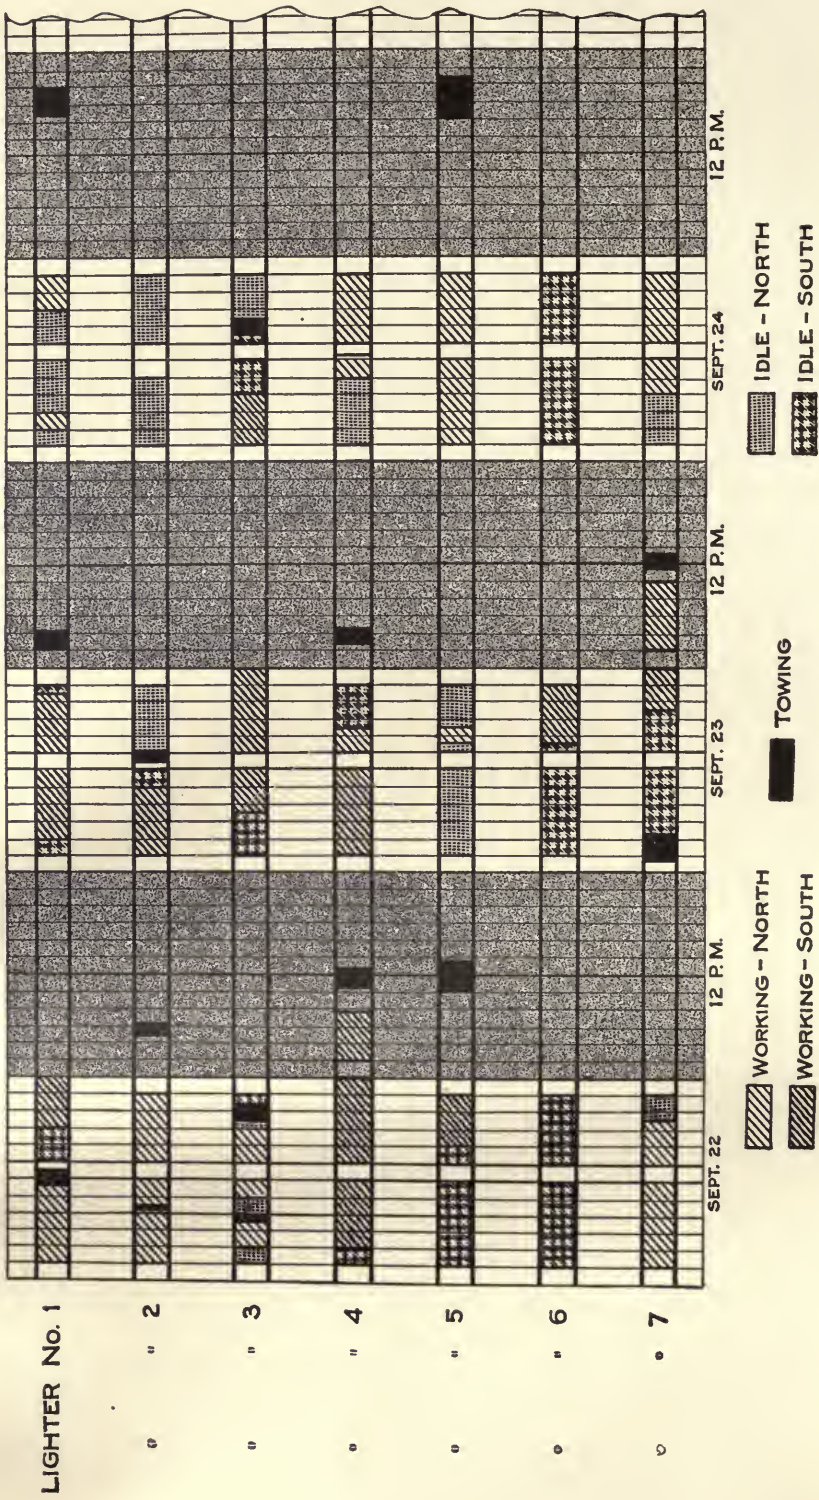 LIGHTER No. 1
" " 2
" " 3
" " 4
" " 5
" " 6
" " 7
SEPT. 22 12 P.M. SEPT. 23 12 P.M. SEPT. 24 12 P.M.
WORKING - NORTH
WORKING - SOUTH
TOWING
IDLE - NORTH
IDLE - SOUTH